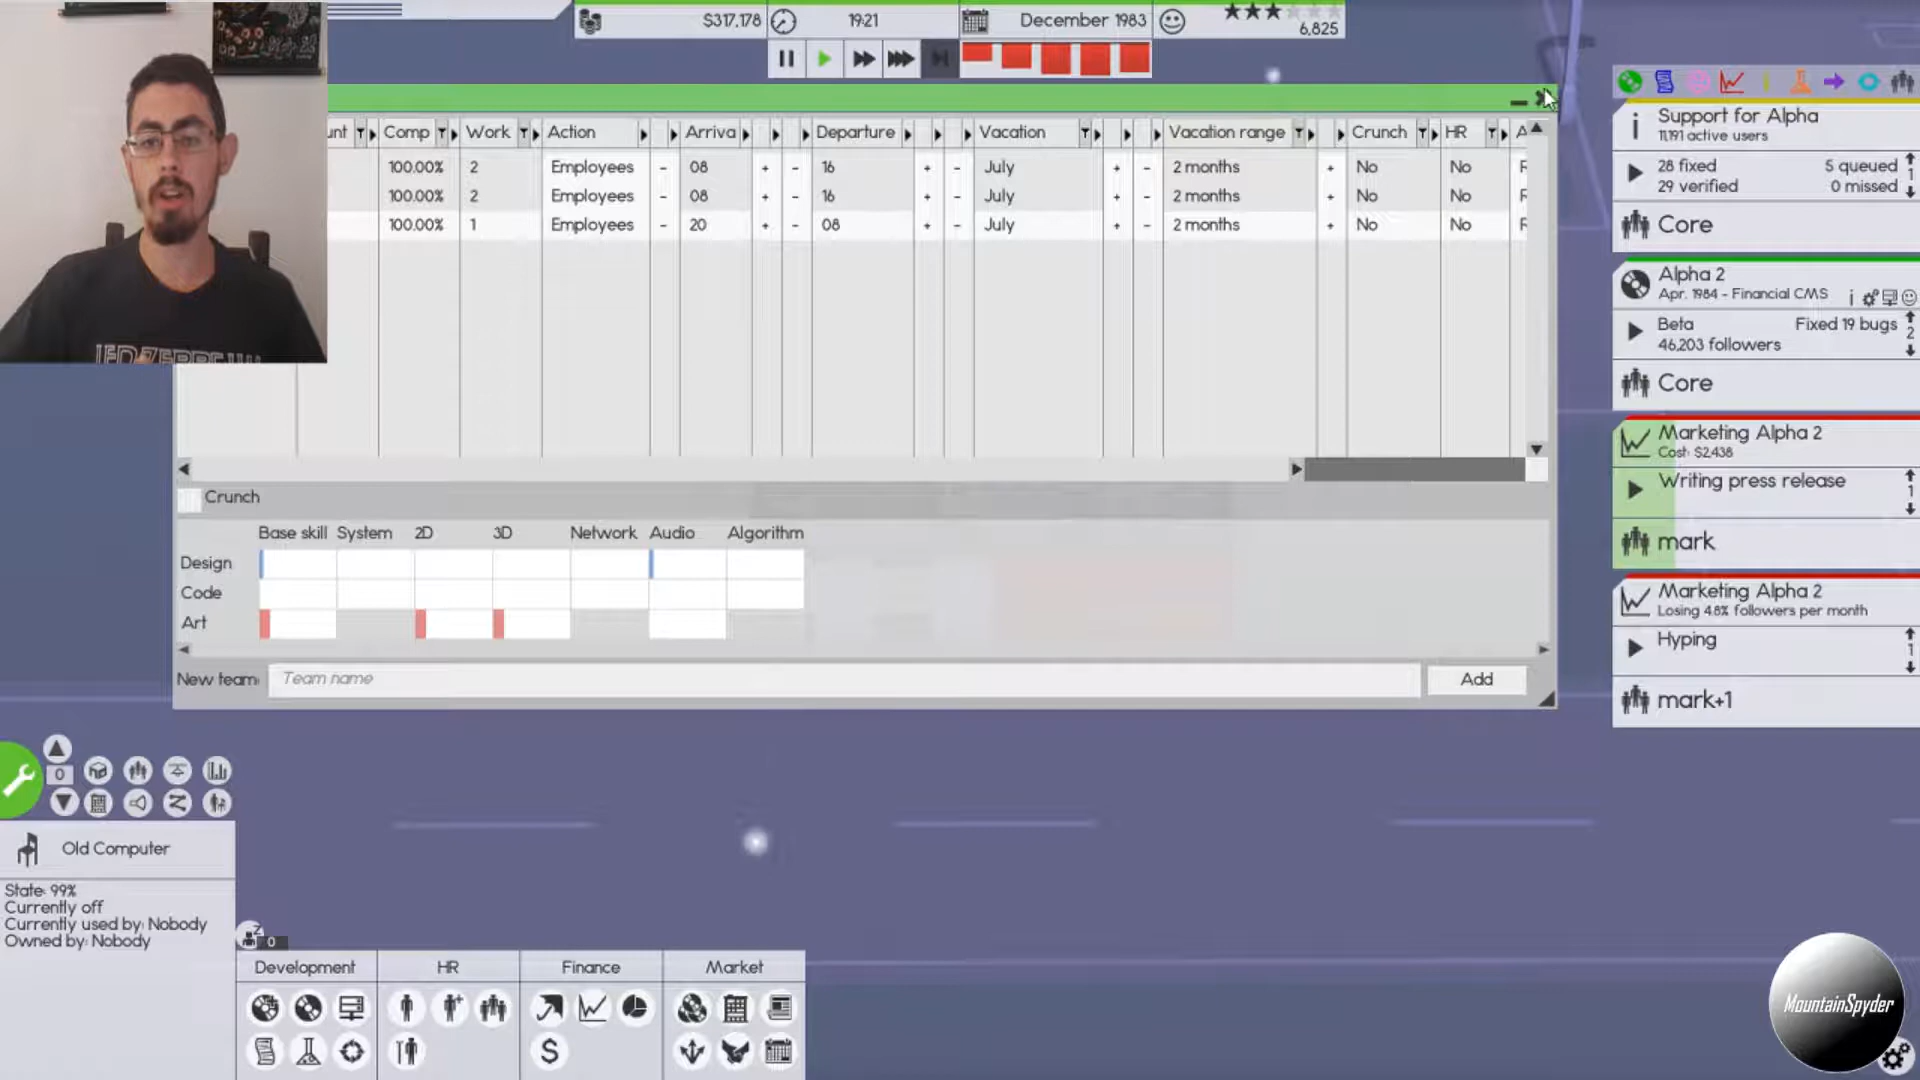 $317,178
19:21
December 1983
6,825
Comp
Work
Action
Arriva
Departure
Vacation
Vacation range
Crunch
HR
100.00%
2
Employees
-
08
+
-
16
+
-
July
+
-
2 months
+
No
No
100.00%
2
Employees
-
08
+
-
16
+
-
July
+
-
2 months
+
No
No
100.00%
1
Employees
-
20
+
-
08
+
-
July
+
-
2 months
+
No
No
Crunch
Base skill System 2D 3D Network Audio Algorithm
Design
Code
Art
New team:
Team name
Add
Support for Alpha
11,191 active users
28 fixed 5 queued
29 verified 0 missed
1
Core
Alpha 2
Apr. 1984 - Financial CMS
Beta Fixed 19 bugs
46,203 followers
2
Core
Marketing Alpha 2
Cost: $2,438
Writing press release
1
mark
Marketing Alpha 2
Losing 4.8% followers per month
Hyping
1
mark+1
0
Old Computer
State: 99%
Currently off
Currently used by: Nobody
Owned by: Nobody
0
Development
HR
Finance
Market
MountainSpyder